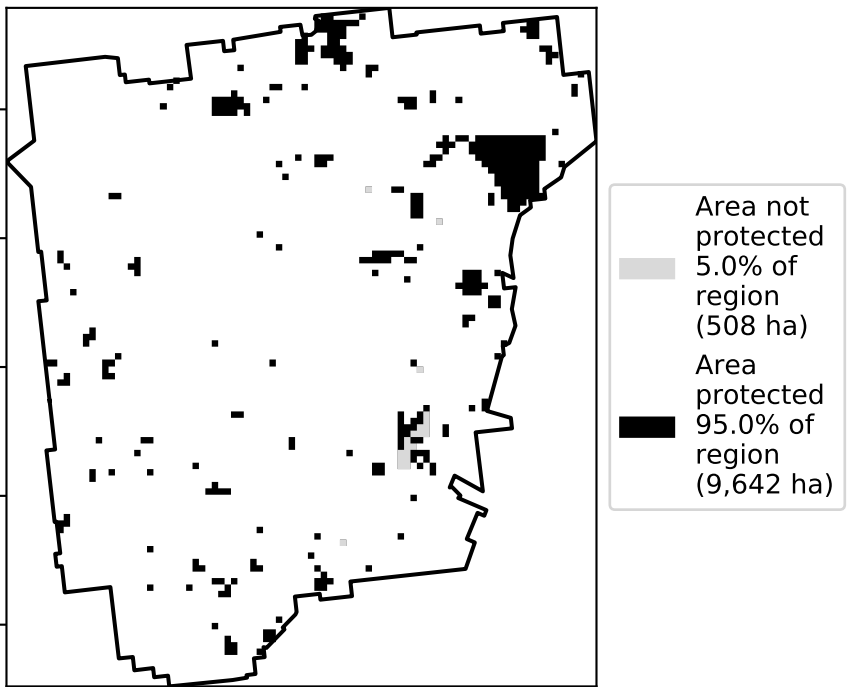 Area not
protected
5.0% of
region
(508 ha)
Area
protected
95.0% of
region
(9,642 ha)